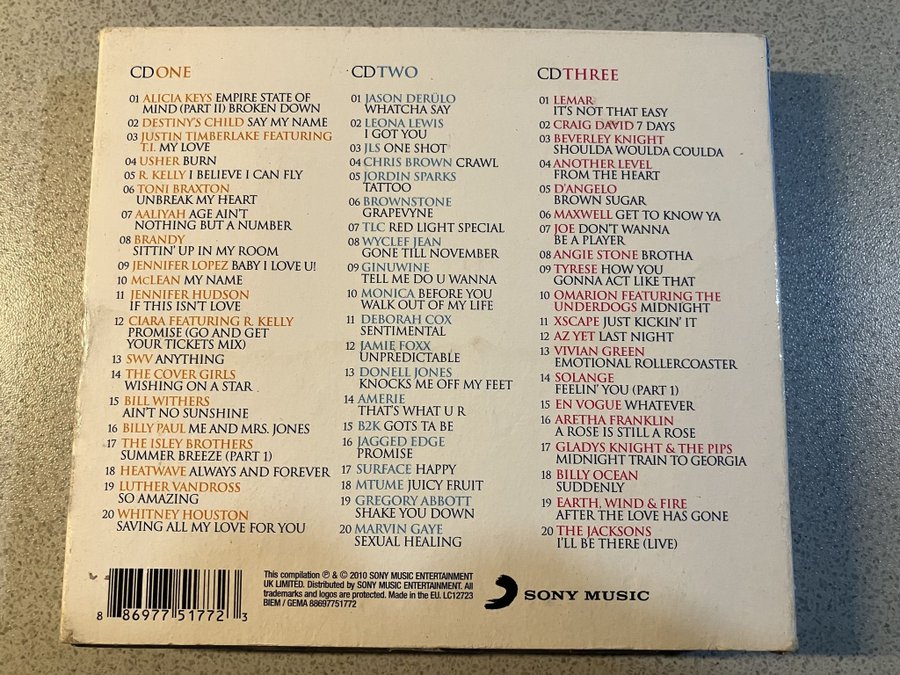 CD ONE
01 ALICIA KEYS EMPIRE STATE OF
MIND (PART II) BROKEN DOWN
02 DESTINY'S CHILD SAY MY NAME
03 JUSTIN TIMBERLAKE FEATURING
T.I. MY LOVE
04 USHER BURN
05 R. KELLY I BELIEVE I CAN FLY
06 TONI BRAXTON
UNBREAK MY HEART
07 AALIYAH AGE AIN'T
NOTHING BUT A NUMBER
08 BRANDY
SITTIN' UP IN MY ROOM
09 JENNIFER LOPEZ BABY I LOVE U!
10 McLEAN MY NAME
11 JENNIFER HUDSON
IF THIS ISN'T LOVE
12 CIARA FEATURING R. KELLY
PROMISE (GO AND GET
YOUR TICKETS MIX)
13 SWV ANYTHING
14 THE COVER GIRLS
WISHING ON A STAR
15 BILL WITHERS
AIN'T NO SUNSHINE
16 BILLY PAUL ME AND MRS. JONES
17 THE ISLEY BROTHERS
SUMMER BREEZE (PART 1)
18 HEATWAVE ALWAYS AND FOREVER
19 LUTHER VANDROSS
SO AMAZING
20 WHITNEY HOUSTON
SAVING ALL MY LOVE FOR YOU
CD TWO
01 JASON DERÜLO
WHATCHA SAY
02 LEONA LEWIS
I GOT YOU
03 JLS ONE SHOT
04 CHRIS BROWN CRAWL
05 JORDIN SPARKS
TATTOO
06 BROWNSTONE
GRAPEVYNE
07 TLC RED LIGHT SPECIAL
08 WYCLEF JEAN
GONE TILL NOVEMBER
09 GINUWINE
TELL ME DO U WANNA
10 MONICA BEFORE YOU
WALK OUT OF MY LIFE
11 DEBORAH COX
SENTIMENTAL
12 JAMIE FOXX
UNPREDICTABLE
13 DONELL JONES
KNOCKS ME OFF MY FEET
14 AMERIE
THAT'S WHAT U R
15 B2K GOTS TA BE
16 JAGGED EDGE
PROMISE
17 SURFACE HAPPY
18 MTUME JUICY FRUIT
19 GREGORY ABBOTT
SHAKE YOU DOWN
20 MARVIN GAYE
SEXUAL HEALING
CD THREE
01 LEMAR
IT'S NOT THAT EASY
02 CRAIG DAVID 7 DAYS
03 BEVERLEY KNIGHT
SHOULDA WOULDA COULDA
04 ANOTHER LEVEL
FROM THE HEART
05 D'ANGELO
BROWN SUGAR
06 MAXWELL GET TO KNOW YA
07 JOE DON'T WANNA
BE A PLAYER
08 ANGIE STONE BROTHA
09 TYRESE HOW YOU
GONNA ACT LIKE THAT
10 OMARION FEATURING THE
UNDERDOGS MIDNIGHT
11 XSCAPE JUST KICKIN' IT
12 AZ YET LAST NIGHT
13 VIVIAN GREEN
EMOTIONAL ROLLERCOASTER
14 SOLANGE
FEELIN' YOU (PART 1)
15 EN VOGUE WHATEVER
16 ARETHA FRANKLIN
A ROSE IS STILL A ROSE
17 GLADYS KNIGHT & THE PIPS
MIDNIGHT TRAIN TO GEORGIA
18 BILLY OCEAN
SUDDENLY
19 EARTH, WIND & FIRE
AFTER THE LOVE HAS GONE
20 THE JACKSONS
I'LL BE THERE (LIVE)
8 86977 51772 3
This compilation ℗ & © 2010 SONY MUSIC ENTERTAINMENT
UK LIMITED. Distributed by SONY MUSIC ENTERTAINMENT. All
trademarks and logos are protected. Made in the EU. LC12723
BIEM / GEMA 88697751772
SONY MUSIC